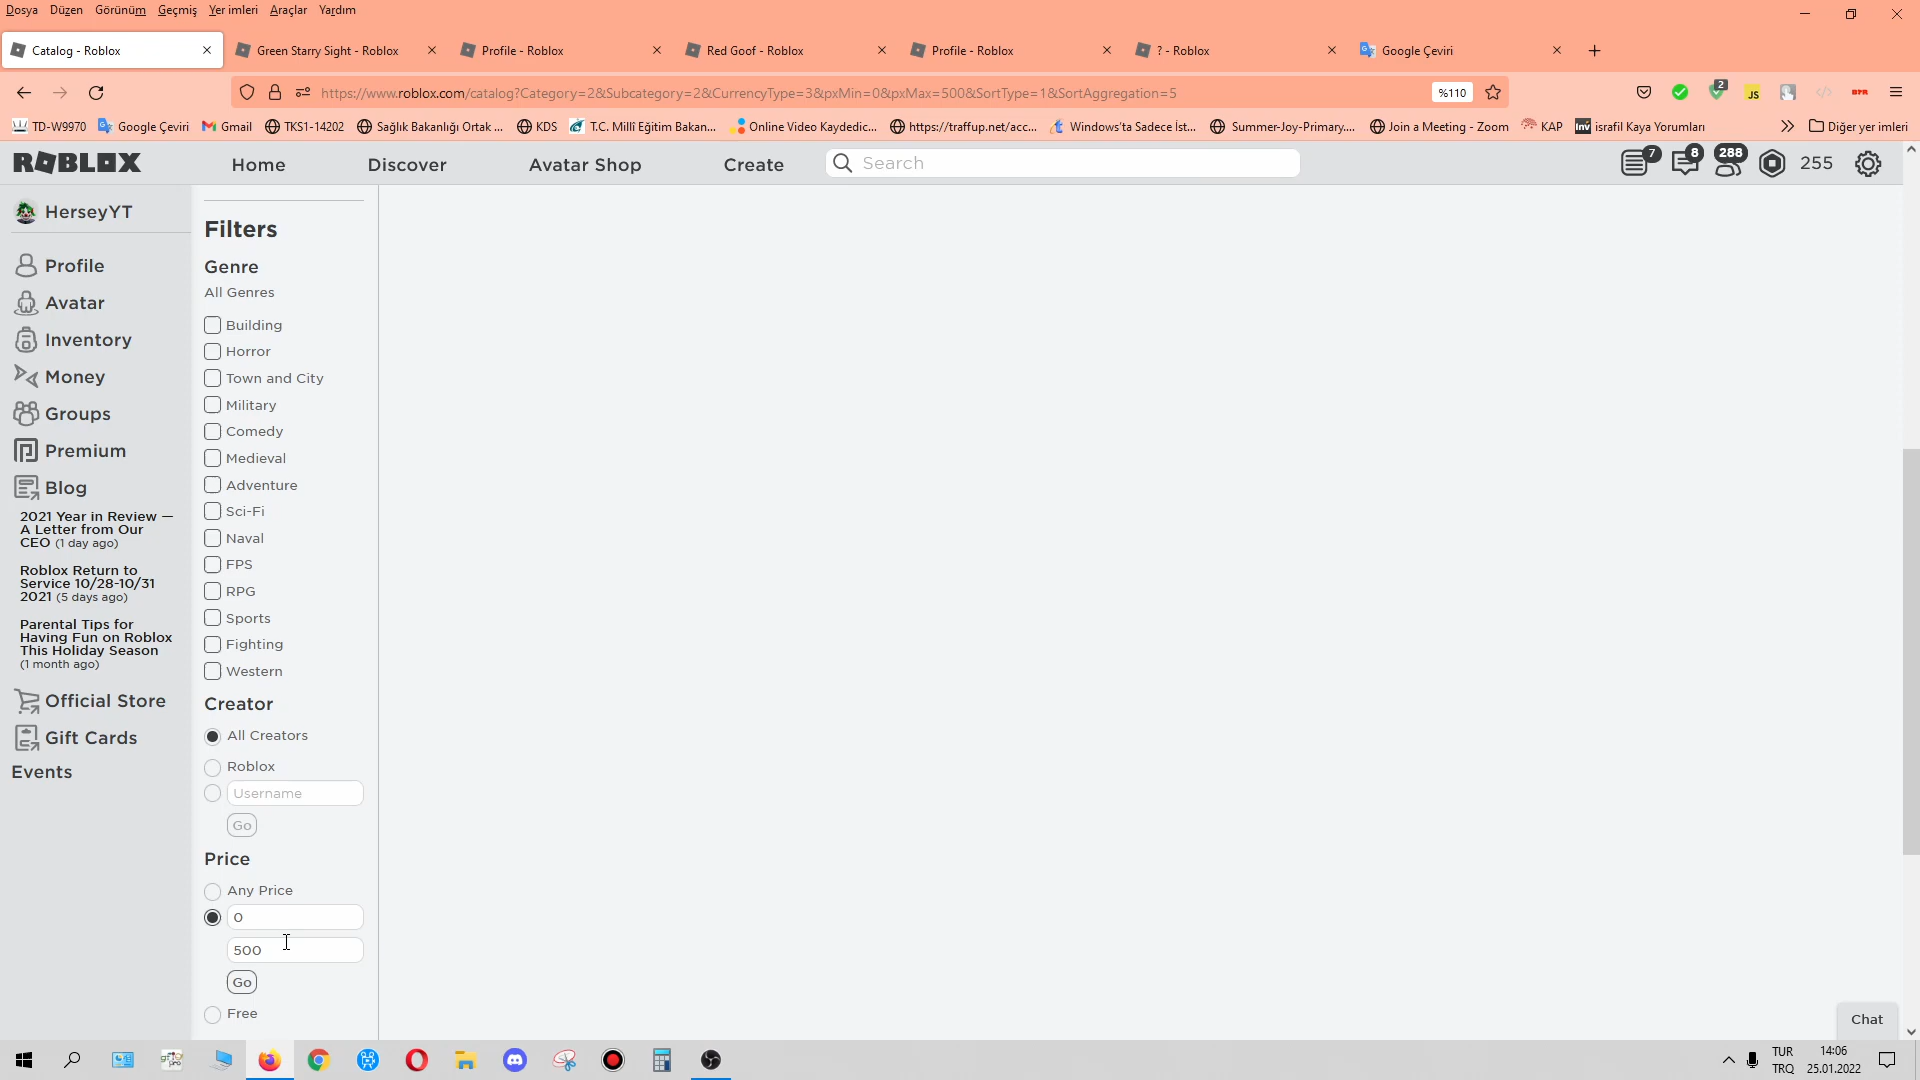 Dosya Düzen Görünüm Geçmiş Yer imleri Araçlar Yardım
Catalog - Roblox
Green Starry Sight - Roblox
Profile - Roblox
Red Goof - Roblox
Profile - Roblox
? - Roblox
Google Çeviri
https://www.roblox.com/catalog?Category=2&Subcategory=2&CurrencyType=3&pxMin=0&pxMax=500&SortType=1&SortAggregation=5
%110
2
JS
TD-W9970
Google Çeviri
Gmail
TKS1-14202
Sağlık Bakanlığı Ortak ...
KDS
T.C. Millî Eğitim Bakan...
Online Video Kaydedic...
https://traffup.net/acc...
Windows'ta Sadece İst...
Summer-Joy-Primary....
Join a Meeting - Zoom
KAP
Inv
israfil Kaya Yorumları
Diğer yer imleri
ROBLOX
Home
Discover
Avatar Shop
Create
Search
7
8
288
255
HerseyYT
Profile
Avatar
Inventory
Money
Groups
Premium
Blog
2021 Year in Review —
A Letter from Our
CEO (1 day ago)
Roblox Return to
Service 10/28-10/31
2021 (5 days ago)
Parental Tips for
Having Fun on Roblox
This Holiday Season
(1 month ago)
Official Store
Gift Cards
Events
Filters
Genre
All Genres
Building
Horror
Town and City
Military
Comedy
Medieval
Adventure
Sci-Fi
Naval
FPS
RPG
Sports
Fighting
Western
Creator
All Creators
Roblox
Username
Go
Price
Any Price
0
500
Go
Free
Chat
TUR
TRQ
14:06
25.01.2022